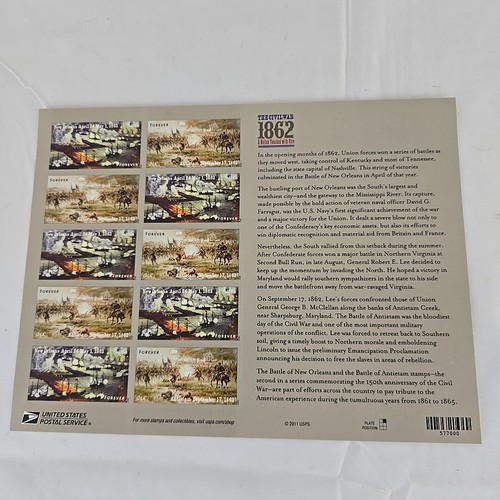 New Orleans April 24-May 1, 1862
FOREVER
FOREVER
Antietam September 17, 1862
THE CIVIL WAR
1862
A Nation Touched with Fire
In the opening months of 1862, Union forces won a series of battles as
they moved west, taking control of Kentucky and most of Tennessee,
including the state capital of Nashville. This string of victories
culminated in the Battle of New Orleans in April of that year.
The bustling port of New Orleans was the South's largest and
wealthiest city—and the gateway to the Mississippi River. Its capture,
made possible by the bold action of veteran naval officer David G.
Farragut, was the U.S. Navy's first significant achievement of the war
and a major victory for the Union. It dealt a severe blow not only to
one of the Confederacy's key economic assets, but also its efforts to
win diplomatic recognition and material aid from Britain and France.
Nevertheless, the South rallied from this setback during the summer.
After Confederate forces won a major battle in Northern Virginia at
Second Bull Run, in late August, General Robert E. Lee decided to
keep up the momentum by invading the North. He hoped a victory in
Maryland would rally southern sympathizers in the state to his side
and move the battlefront away from war-ravaged Virginia.
On September 17, 1862, Lee's forces confronted those of Union
General George B. McClellan along the banks of Antietam Creek,
near Sharpsburg, Maryland. The Battle of Antietam was the bloodiest
day of the Civil War and one of the most important military
operations of the conflict. Lee was forced to retreat back to Southern
soil, giving a timely boost to Northern morale and emboldening
Lincoln to issue the preliminary Emancipation Proclamation
announcing his decision to free the slaves in areas of rebellion.
The Battle of New Orleans and the Battle of Antietam stamps—the
second in a series commemorating the 150th anniversary of the Civil
War—are part of efforts across the country to pay tribute to the
American experience during the tumultuous years from 1861 to 1865.
UNITED STATES
POSTAL SERVICE®
For more stamps and collectibles, visit usps.com/shop
© 2011 USPS
PLATE
POSITION
577000